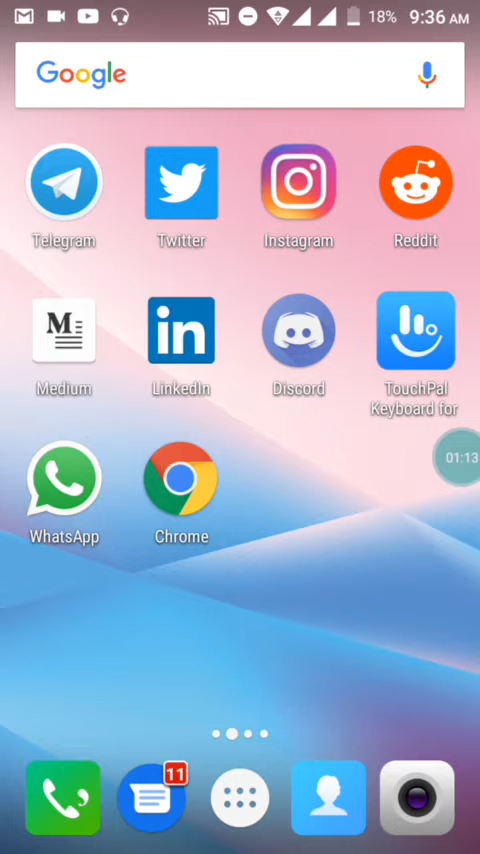 18% 9:36 AM
Google
Telegram Twitter Instagram Reddit
M
in
Medium LinkedIn Discord TouchPal
Keyboard for
01:13
WhatsApp Chrome
11